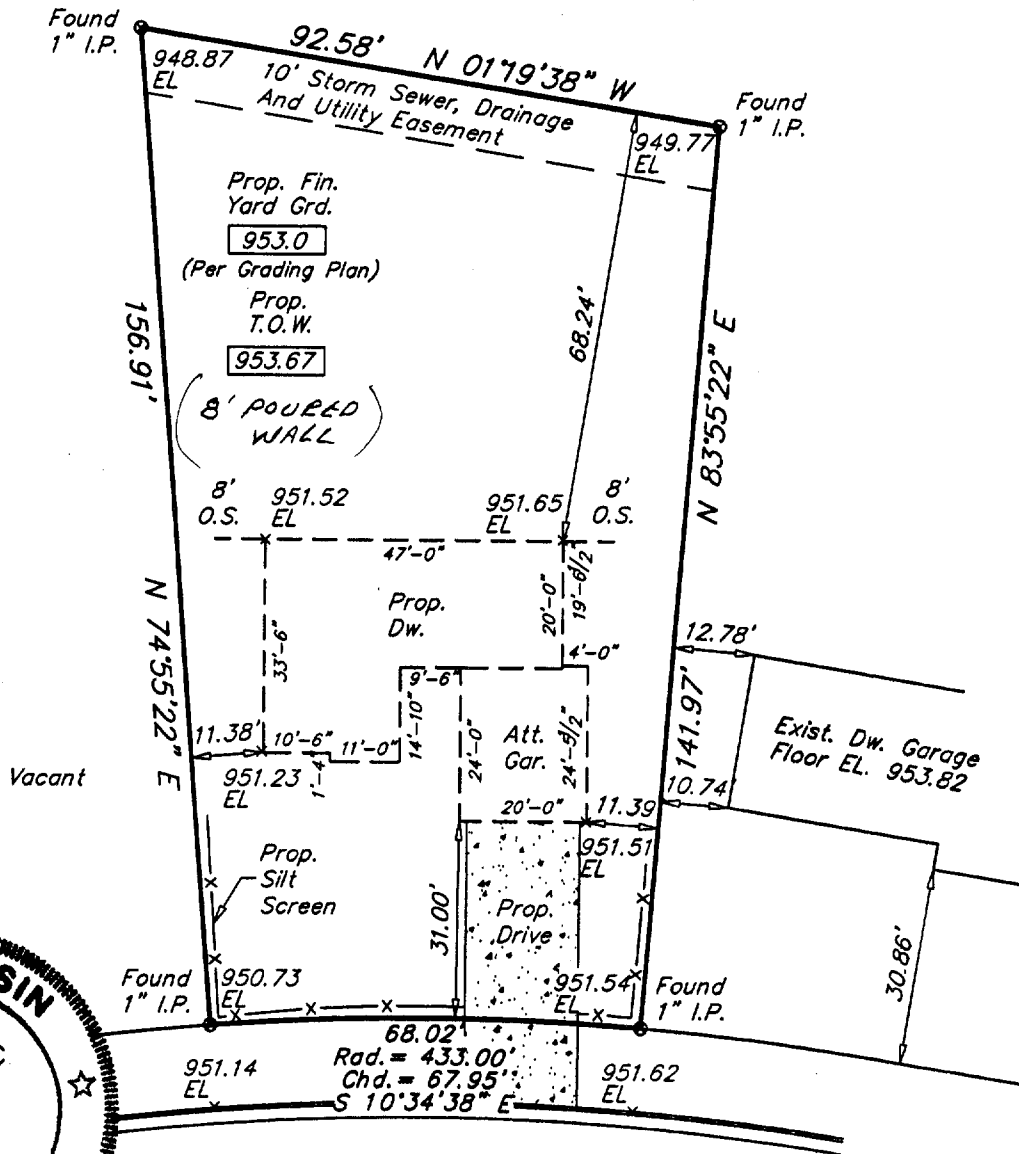 Found
1" I.P.
92.58' N 01°19'38" W
948.87
EL
10' Storm Sewer, Drainage
And Utility Easement
Found
1" I.P.
949.77
EL
Prop. Fin.
Yard Grd.
953.0
(Per Grading Plan)
Prop.
T.O.W.
953.67
8' POURED
WALL
156.91'
68.24'
N 83°55'22" E
8'
O.S.
951.52
EL
951.65
EL
8'
O.S.
47'-0"
Prop.
Dw.
20'-0"
19'-6 1/2"
33'-6"
N 74°55'22" E
4'-0"
9'-6"
12.78'
141.97'
Exist. Dw. Garage
Floor EL. 953.82
14'-10"
24'-0"
Att.
Gar.
24'-5 1/2"
11.38'
10'-6"
11'-0"
1'-4"
Vacant
951.23
EL
10.74'
20'-0"
11.39
951.51
EL
Prop.
Silt
Screen
31.00'
Prop.
Drive
30.86'
SIN
Found
1" I.P.
950.73
EL
951.54
EL
Found
1" I.P.
68.02'
Rad. = 433.00'
Chd. = 67.95'
S 10°34'38" E
951.14
EL
951.62
EL